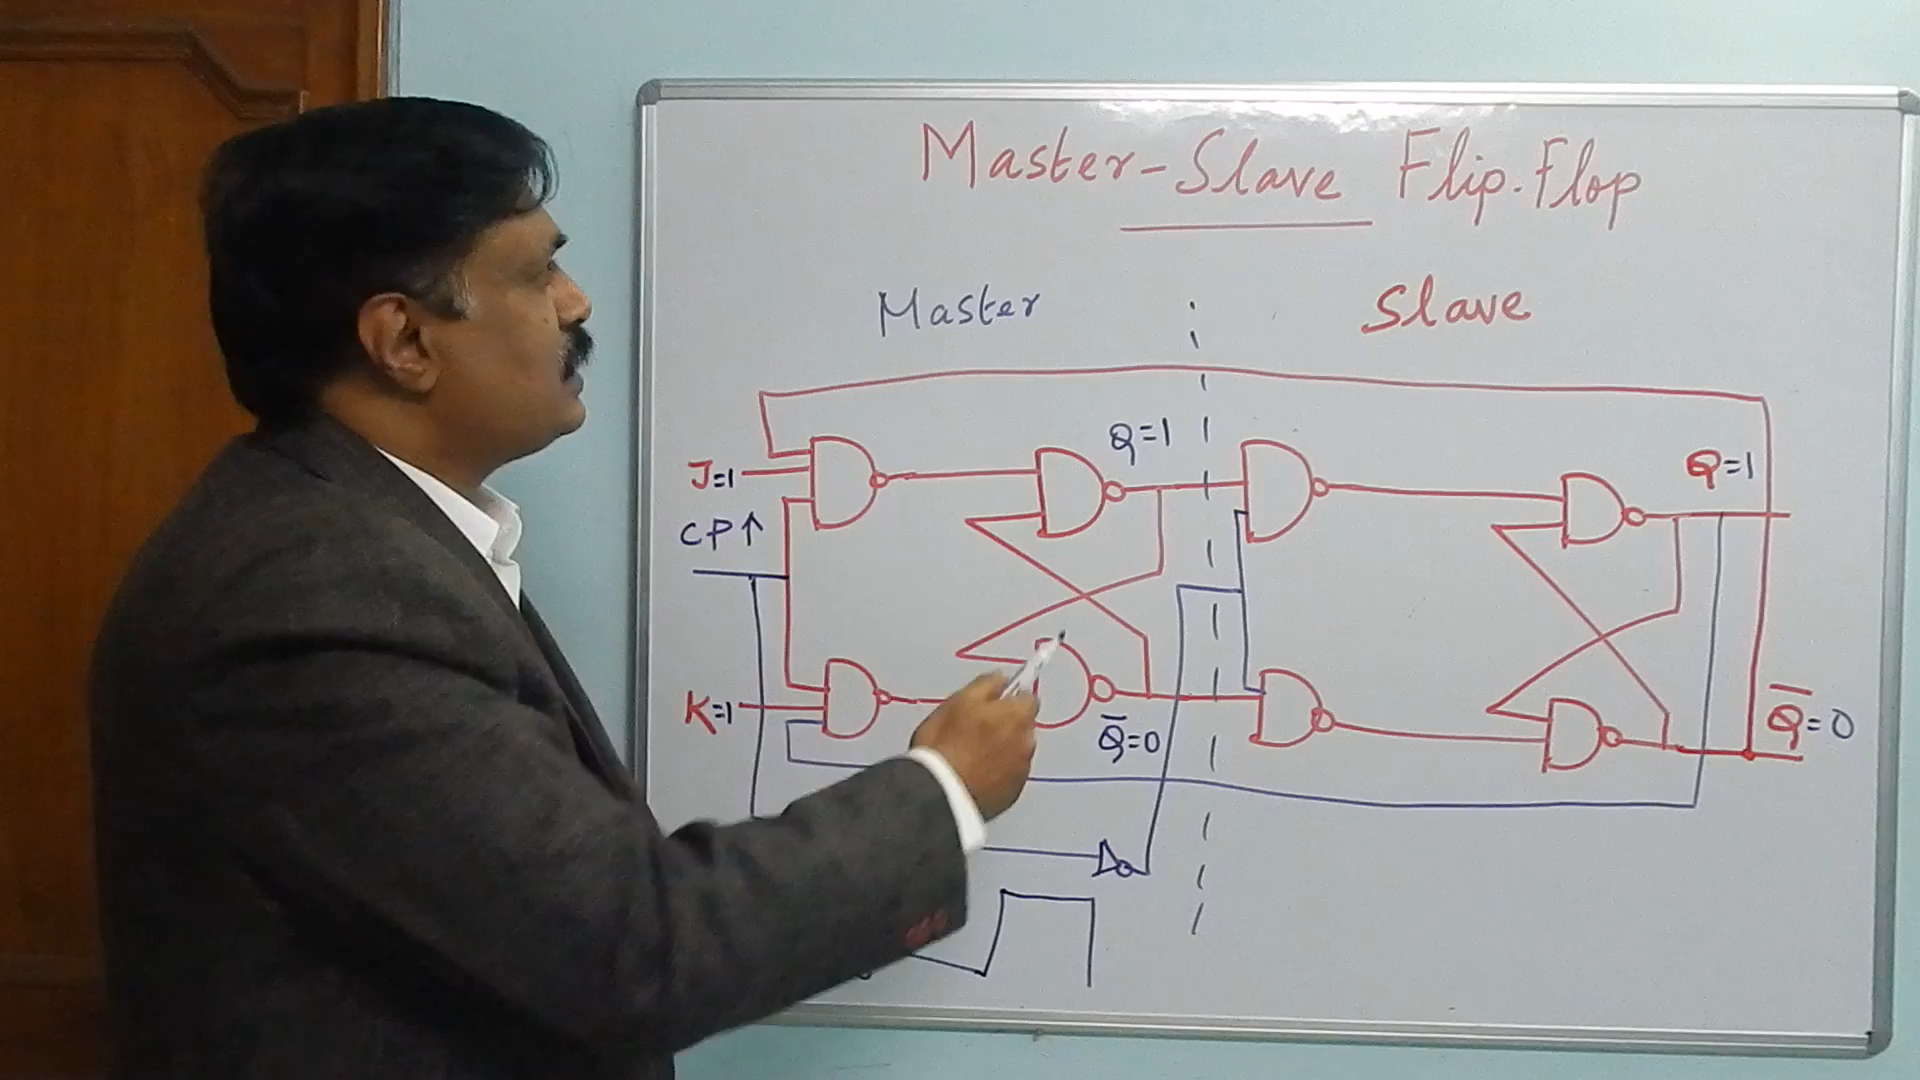 Master-Slave Flip.Flop
Master
Slave
Q=1
Q=1
J=1
CP↑
K=1
Q̅=0
Q̅=0